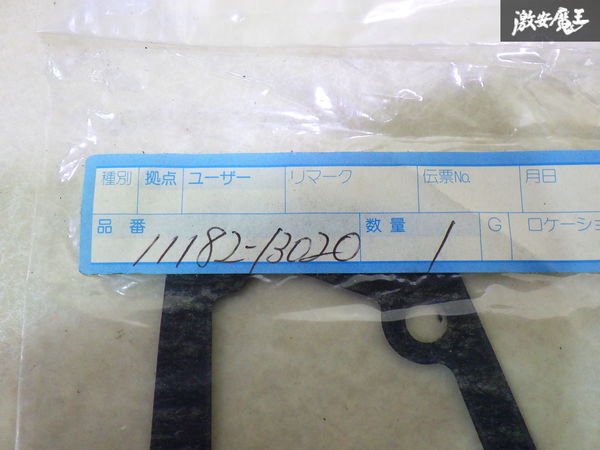 激安魔王
種別 拠点 ユーザー リマーク 伝票No. 月日
品番 11182-13020 数量 1 G ロケーショ